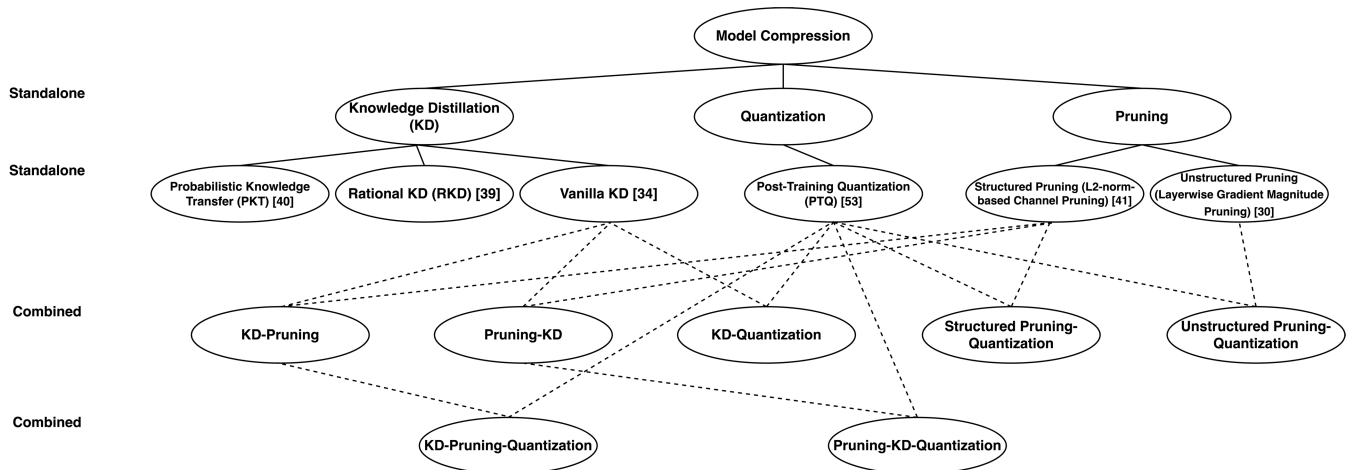 Model Compression
Standalone
Knowledge Distillation
(KD)
Quantization
Pruning
Standalone
Probabilistic Knowledge
Transfer (PKT) [40]
Rational KD (RKD) [39]
Vanilla KD [34]
Post-Training Quantization
(PTQ) [53]
Structured Pruning (L2-norm-
based Channel Pruning) [41]
Unstructured Pruning
(Layerwise Gradient Magnitude
Pruning) [30]
Combined
KD-Pruning
Pruning-KD
KD-Quantization
Structured Pruning-
Quantization
Unstructured Pruning-
Quantization
Combined
KD-Pruning-Quantization
Pruning-KD-Quantization